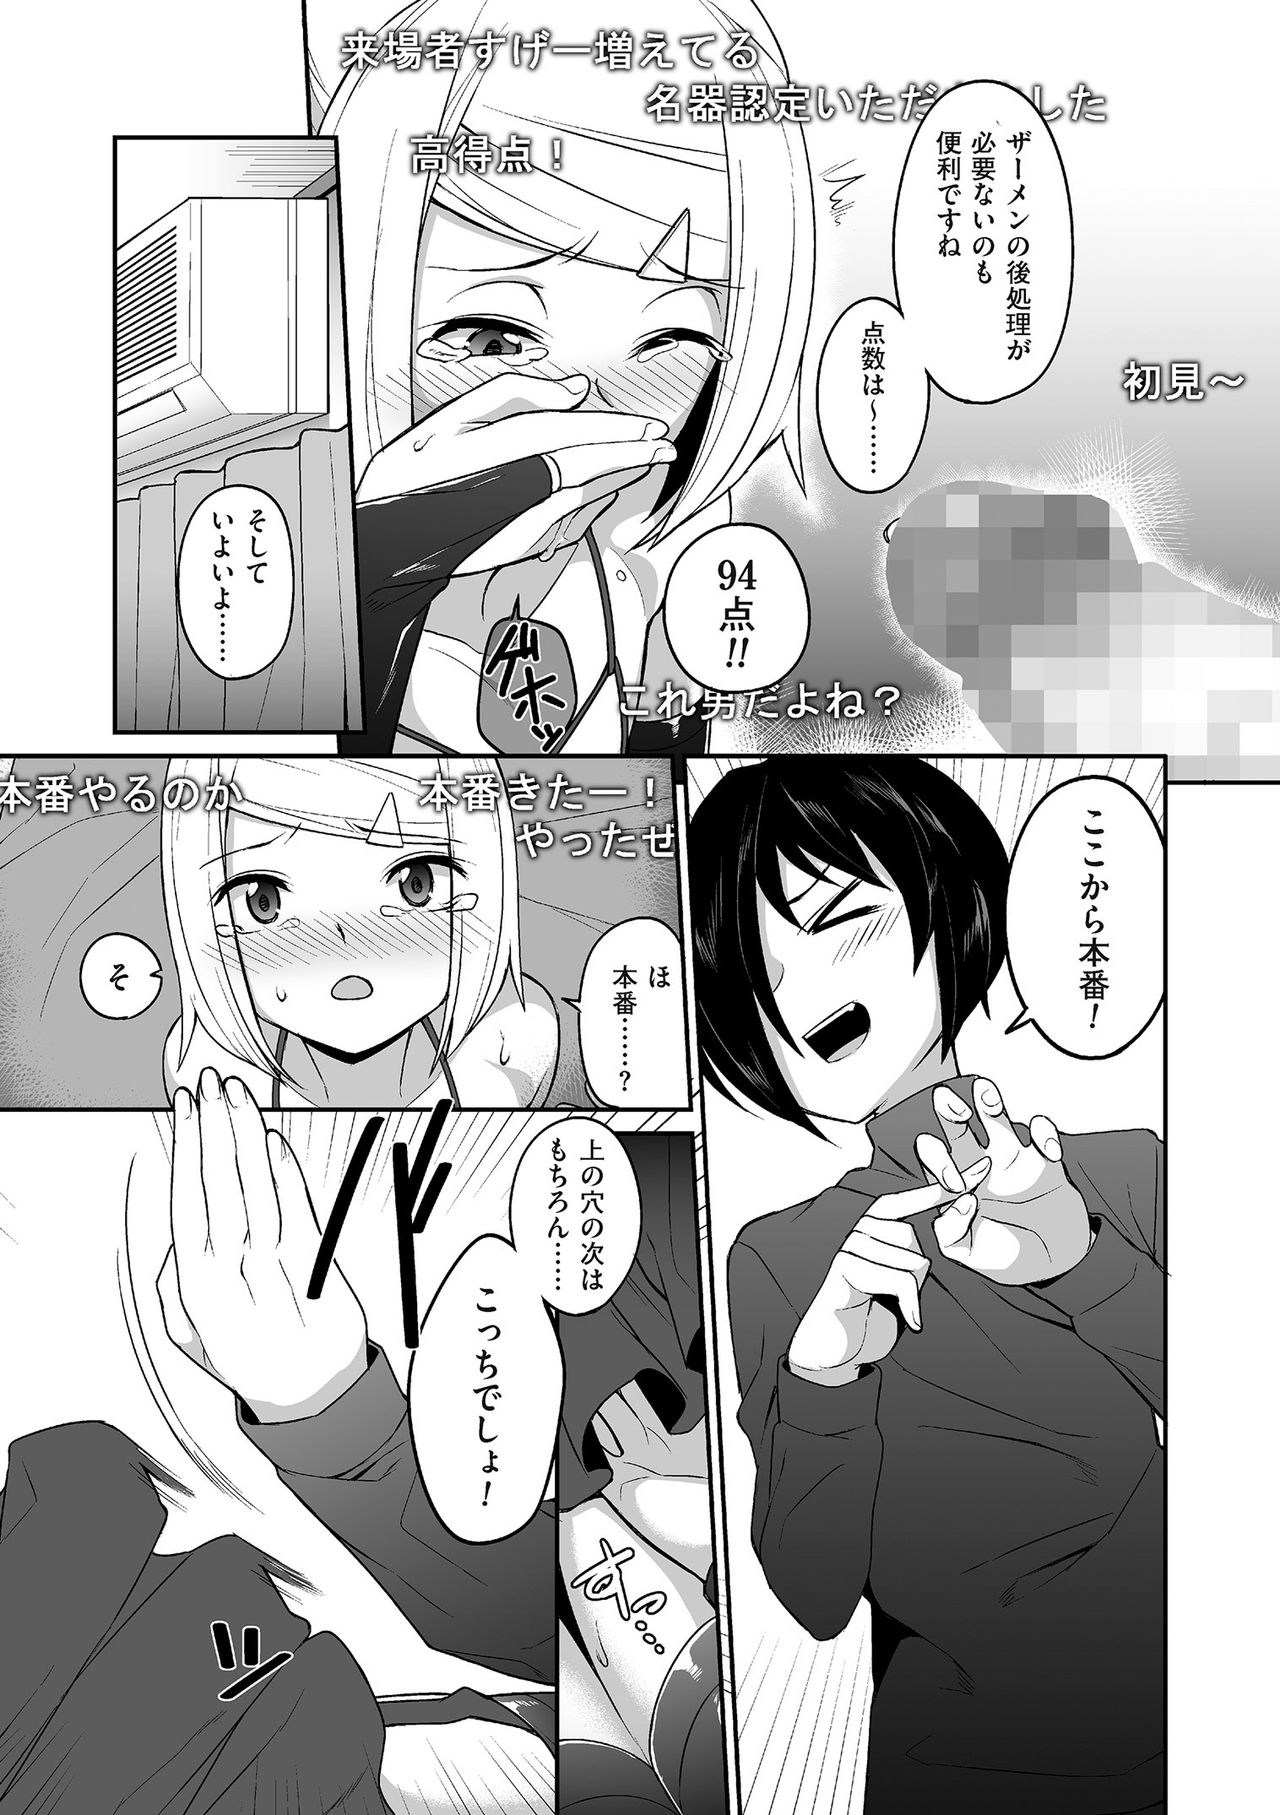 来場者すげー増えてる
名器認定いただ
した
高得点！
ザーメンの後処理が
必要ないのも
便利ですね
点数は～……
初見～
94
点!!
ゲホッ
これ男だよね？
そして
いよいよ……
ここから本番！
本番きたー！
やったぜ
本番やるのか
ほ
本番……？
そ
上の穴の次は
もちろん……
こっちでしょ！
バッ
すっ…